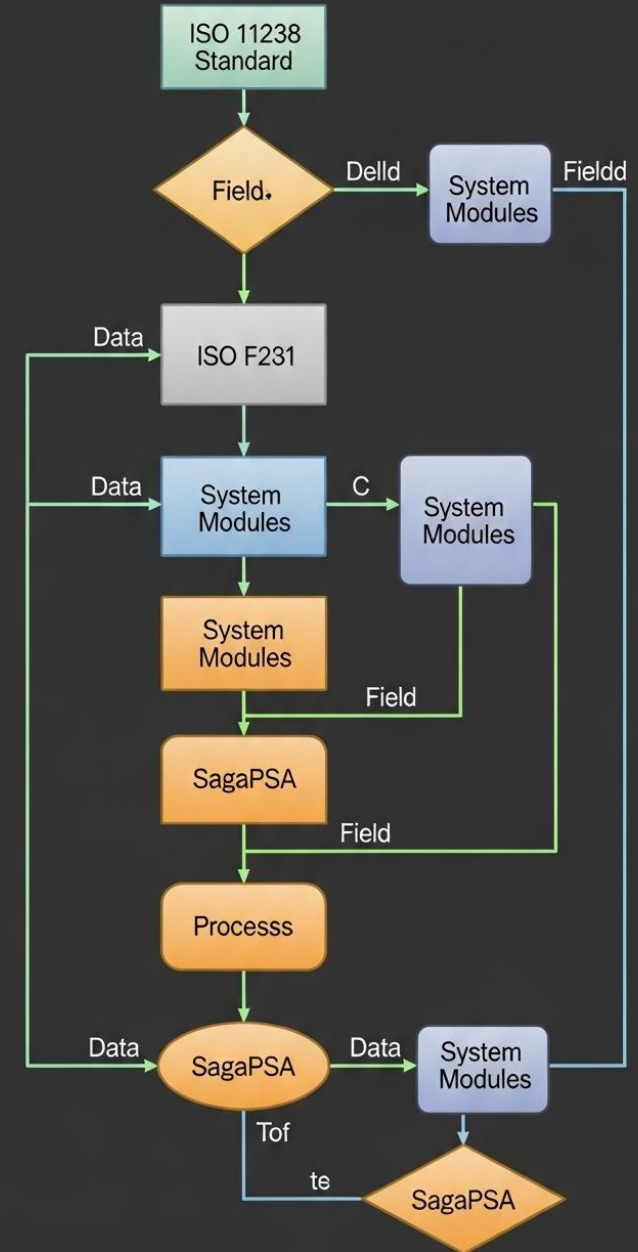 ISO 11238
Standard
Field.
Delld
System
Modules
Fieldd
Data
ISO F231
Data
System
Modules
C
System
Modules
System
Modules
Field
SagaPSA
Field
Processs
Data
SagaPSA
Data
System
Modules
Tof
te
SagaPSA